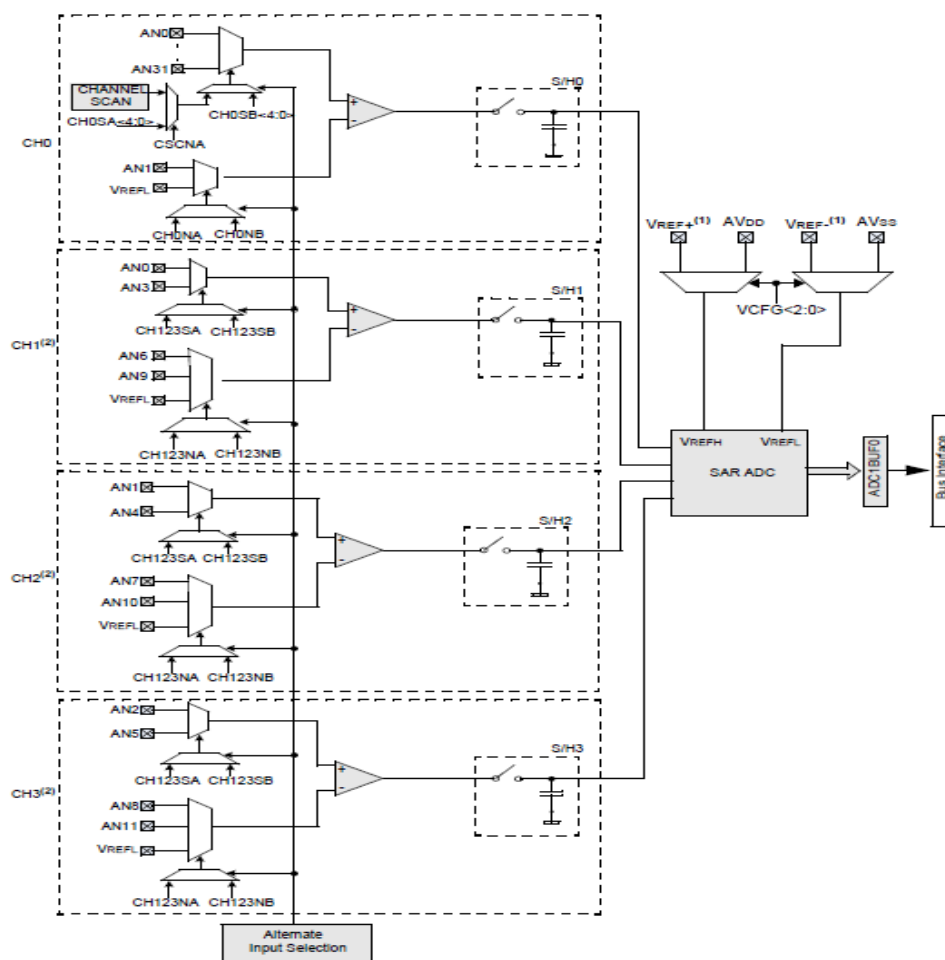 AN0
AN31
CHANNEL
SCAN
CH0SA<4:0>
CH0SB<4:0>
CSCNA
CH0
AN1
VREFL
CH0NA
CH0NB
S/H0
+
-
AN0
AN3
CH123SA
CH123SB
CH1(2)
AN6
AN9
VREFL
CH123NA
CH123NB
S/H1
+
-
AN1
AN4
CH123SA
CH123SB
CH2(2)
AN7
AN10
VREFL
CH123NA
CH123NB
S/H2
+
-
AN2
AN5
CH123SA
CH123SB
CH3(2)
AN8
AN11
VREFL
CH123NA
CH123NB
S/H3
+
-
Alternate
Input Selection
VREF+(1)
AVDD
VREF-(1)
AVSS
VCFG<2:0>
VREFH
VREFL
SAR ADC
ADC1BUF0
Bus Interface